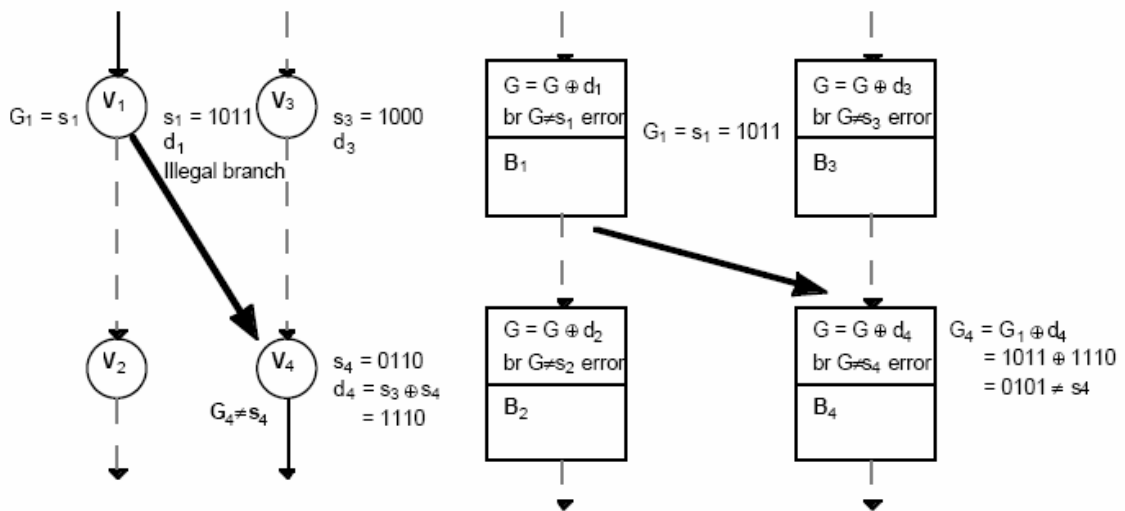 G₁ = s₁
V₁
s₁ = 1011
d₁
Illegal branch
V₃
s₃ = 1000
d₃
V₂
V₄
s₄ = 0110
d₄ = s₃ ⊕ s₄
= 1110
G₄≠s₄
G = G ⊕ d₁
br G≠s₁ error
B₁
G₁ = s₁ = 1011
G = G ⊕ d₃
br G≠s₃ error
B₃
G = G ⊕ d₂
br G≠s₂ error
B₂
G = G ⊕ d₄
br G≠s₄ error
B₄
G₄ = G₁ ⊕ d₄
= 1011 ⊕ 1110
= 0101 ≠ s4